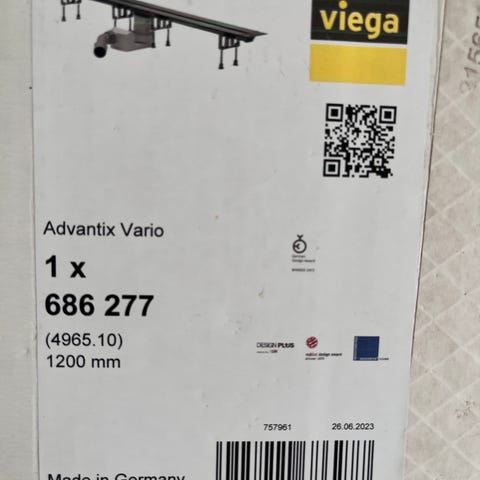 viega
Advantix Vario
1 x
686 277
(4965.10)
1200 mm
DESIGN PLUS
757961 26.06.2023
Made in Germany